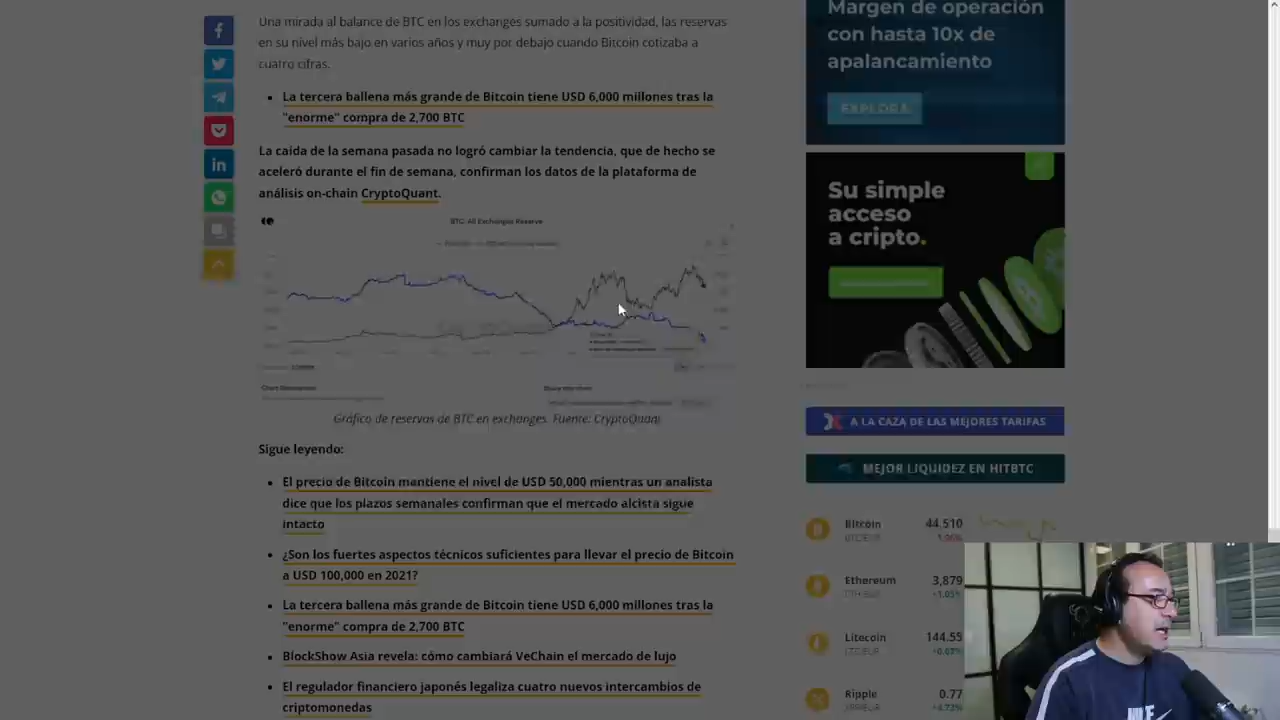 Una mirada al balance de BTC en los exchanges sumado a la positividad, las reservas
en su nivel más bajo en varios años y muy por debajo cuando Bitcoin cotizaba a
cuatro cifras.
La tercera ballena más grande de Bitcoin tiene USD 6,000 millones tras la
"enorme" compra de 2,700 BTC
La caída de la semana pasada no logró cambiar la tendencia, que de hecho se
aceleró durante el fin de semana, confirman los datos de la plataforma de
análisis on-chain CryptoQuant.
BTC: All Exchanges Reserve
Gráfico de reservas de BTC en exchanges. Fuente: CryptoQuant
Sigue leyendo:
El precio de Bitcoin mantiene el nivel de USD 50,000 mientras un analista
dice que los plazos semanales confirman que el mercado alcista sigue
intacto
¿Son los fuertes aspectos técnicos suficientes para llevar el precio de Bitcoin
a USD 100,000 en 2021?
La tercera ballena más grande de Bitcoin tiene USD 6,000 millones tras la
"enorme" compra de 2,700 BTC
BlockShow Asia revela: cómo cambiará VeChain el mercado de lujo
El regulador financiero japonés legaliza cuatro nuevos intercambios de
criptomonedas
Margen de operación
con hasta 10x de
apalancamiento
EXPLORA
Su simple
acceso
a cripto.
A LA CAZA DE LAS MEJORES TARIFAS
MEJOR LIQUIDEZ EN HITBTC
Bitcoin 44,510
Ethereum 3,879
+1.05%
Litecoin 144.55
LTC:EUR +0.67%
Ripple 0.77